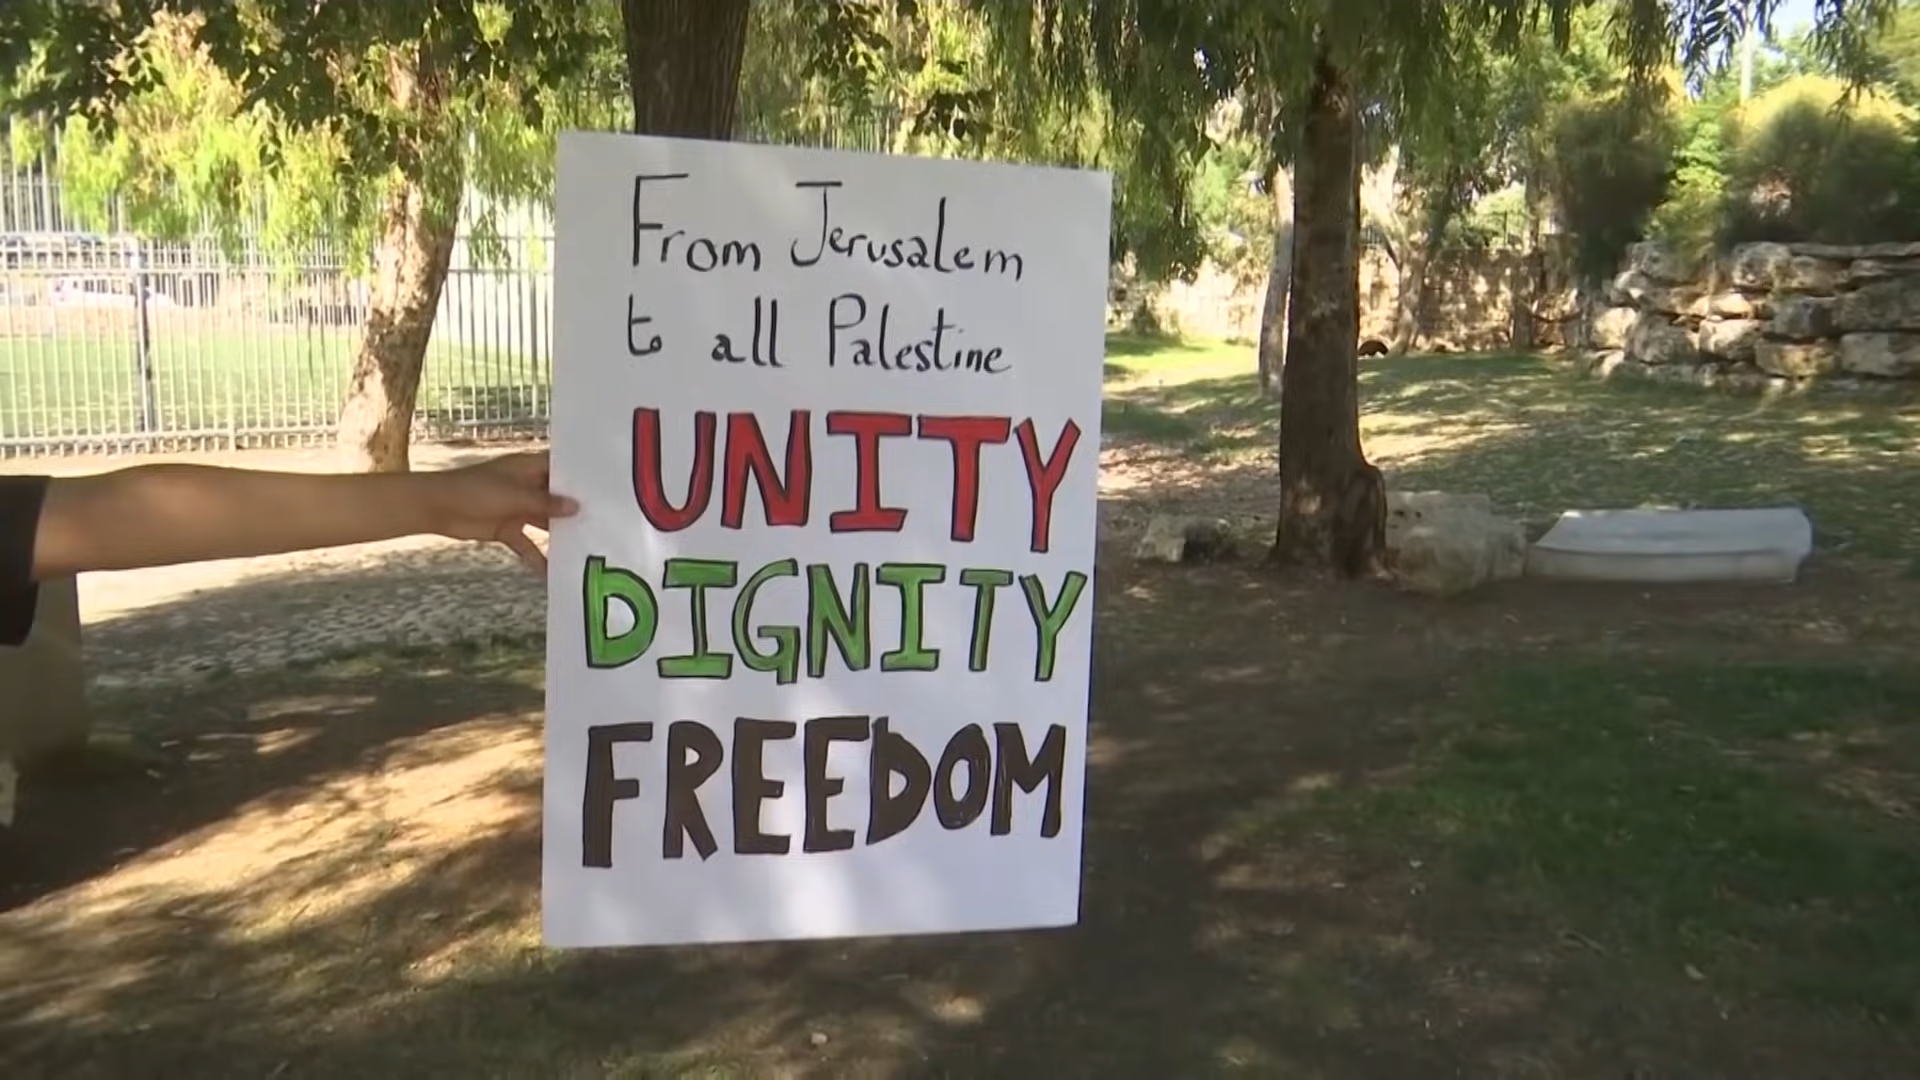 From Jerusalem
to all Palestine
UNITY
DIGNITY
FREEDOM